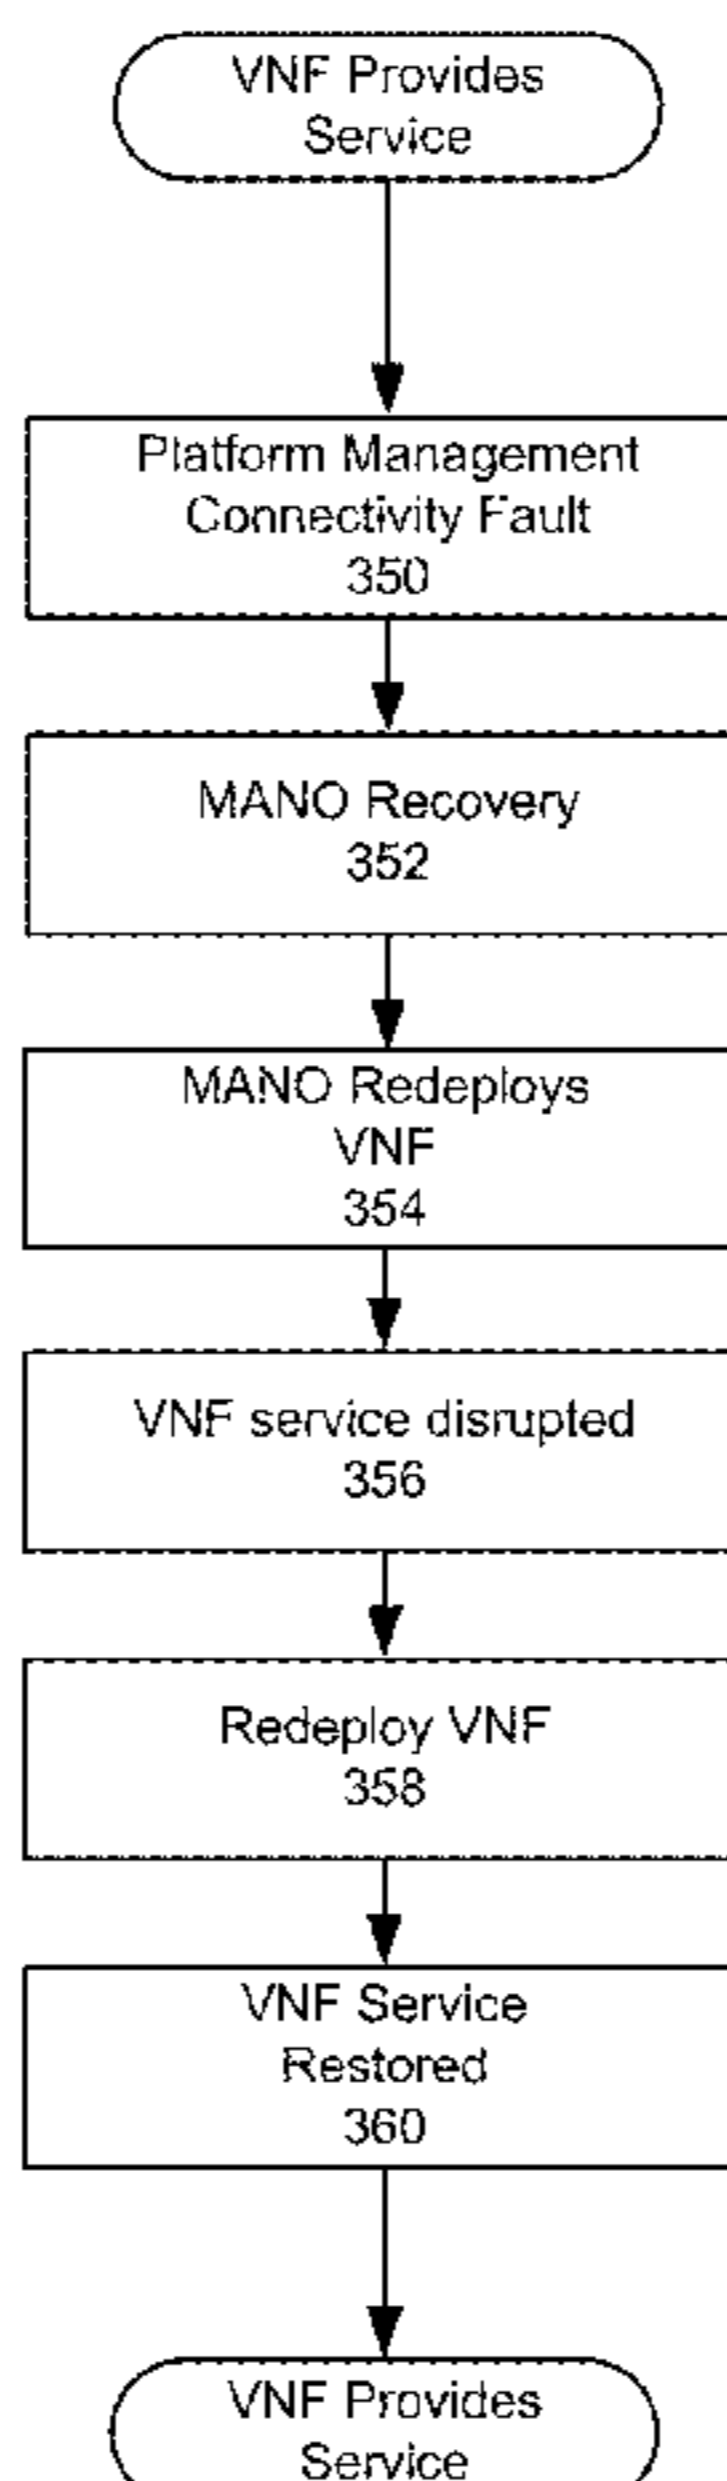 VNF Provides
Service
Platform Management
Connectivity Fault
350
MANO Recovery
352
MANO Redeploys
VNF
354
VNF service disrupted
356
Redeploy VNF
358
VNF Service
Restored
360
VNF Provides
Service